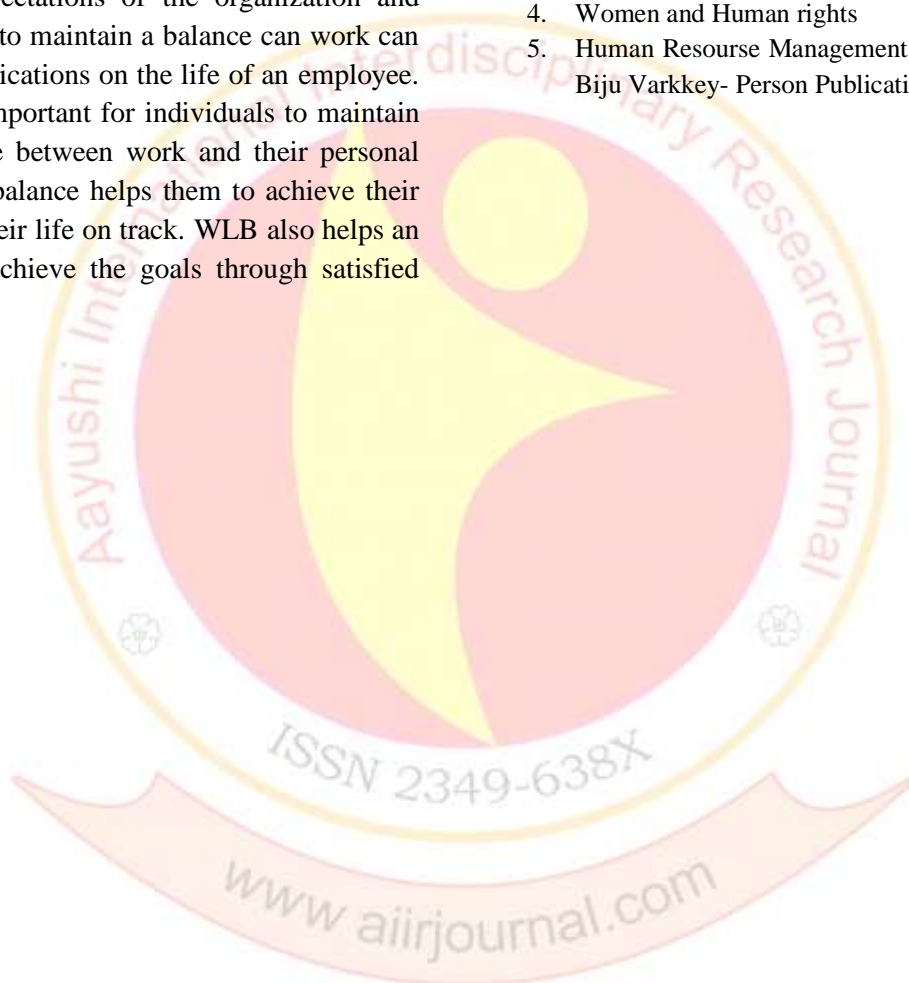 ectations of the organization and
to maintain a balance can work can
ications on the life of an employee.
mportant for individuals to maintain
e between work and their personal
balance helps them to achieve their
eir life on track. WLB also helps an
chieve the goals through satisfied
4. Women and Human rights
5. Human Resourse Management
Biju Varkkey- Person Publicati
Aayushi International Interdisciplinary Research Journal
ISSN 2349-638X
www aiirjournal.com